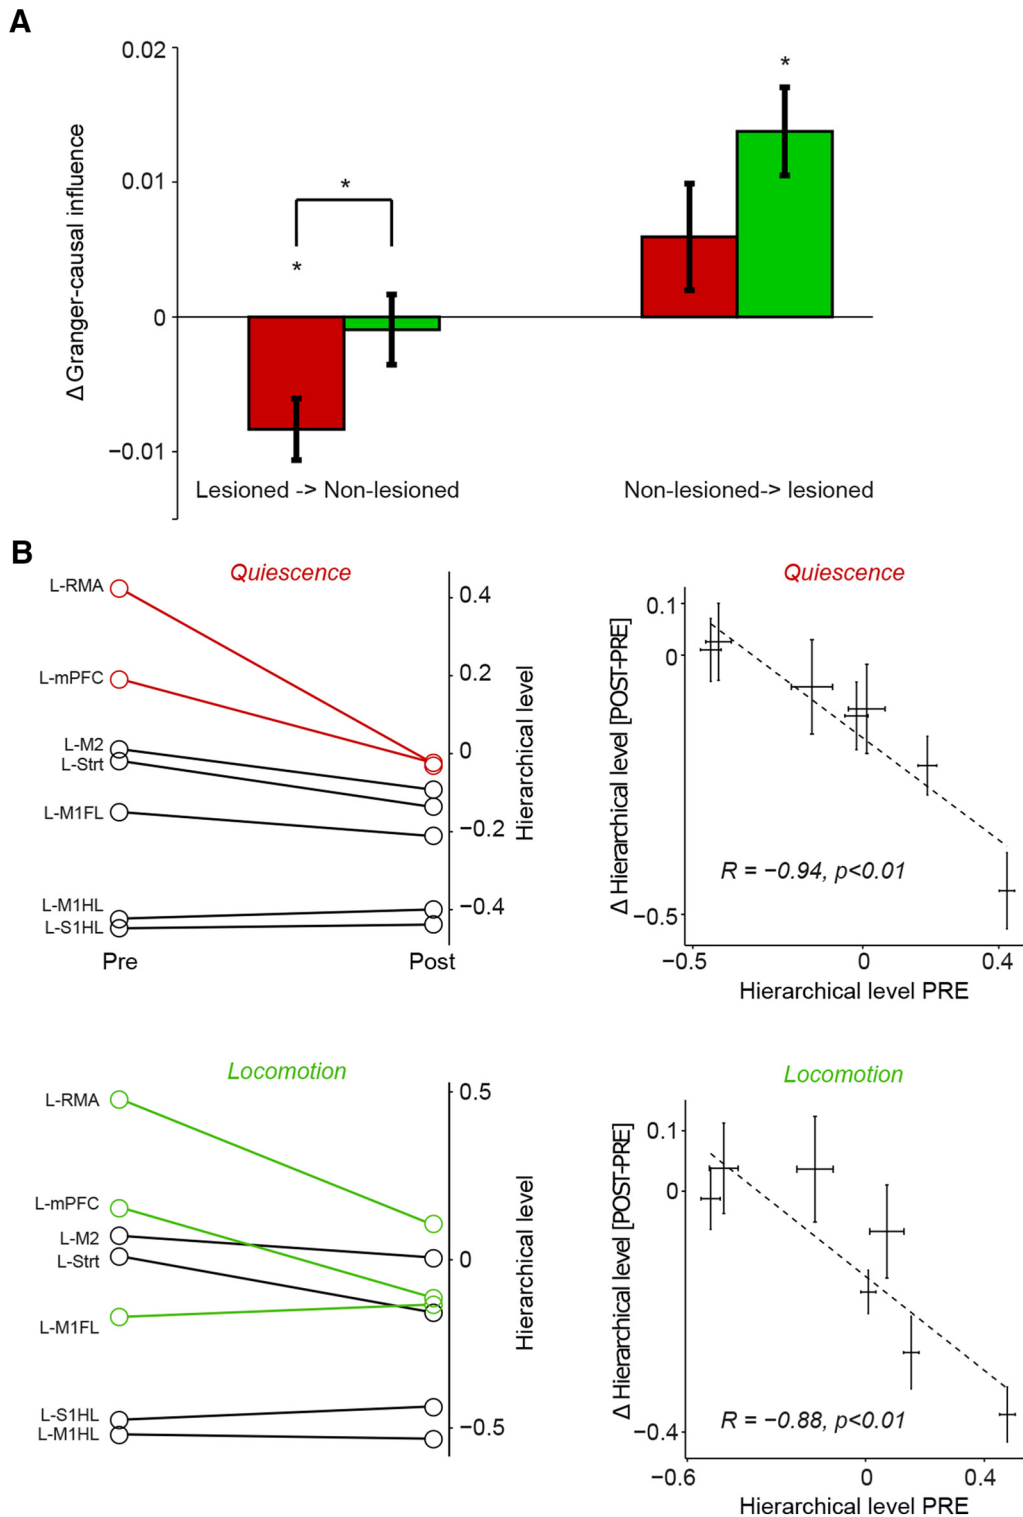 A
0.02
0.01
0
−0.01
Δ Granger-causal influence
*
*
*
Lesioned -> Non-lesioned
Non-lesioned-> lesioned
B
Quiescence
L-RMA
L-mPFC
L-M2
L-Strt
L-M1FL
L-M1HL
L-S1HL
Pre
Post
0.4
0.2
0
−0.2
−0.4
Hierarchical level
Quiescence
0.1
0
−0.5
Δ Hierarchical level [POST-PRE]
R = −0.94, p<0.01
−0.5
0
0.4
Hierarchical level PRE
Locomotion
L-RMA
L-mPFC
L-M2
L-Strt
L-M1FL
L-S1HL
L-M1HL
0.5
0
−0.5
Hierarchical level
Locomotion
0.1
0
−0.4
Δ Hierarchical level [POST-PRE]
R = −0.88, p<0.01
−0.6
0
0.4
Hierarchical level PRE